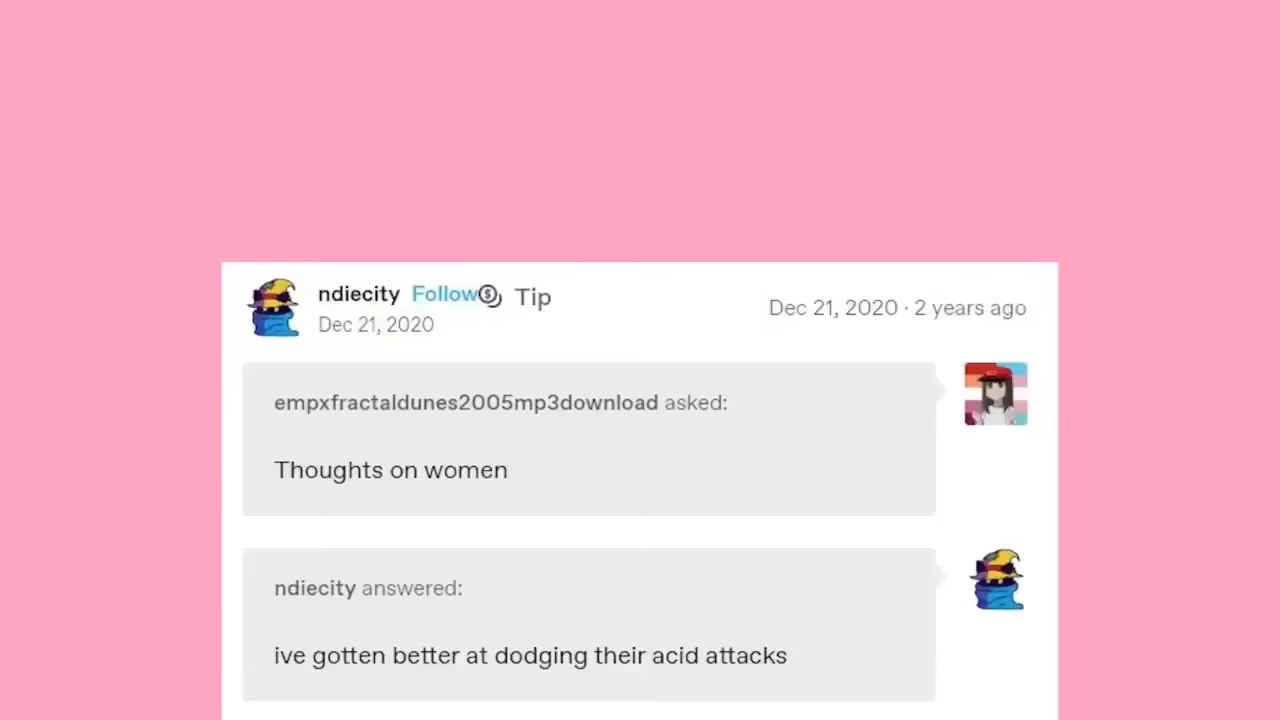 ndiecity Follow Tip
Dec 21, 2020
Dec 21, 2020 · 2 years ago
empxfractaldunes2005mp3download asked:
Thoughts on women
ndiecity answered:
ive gotten better at dodging their acid attacks